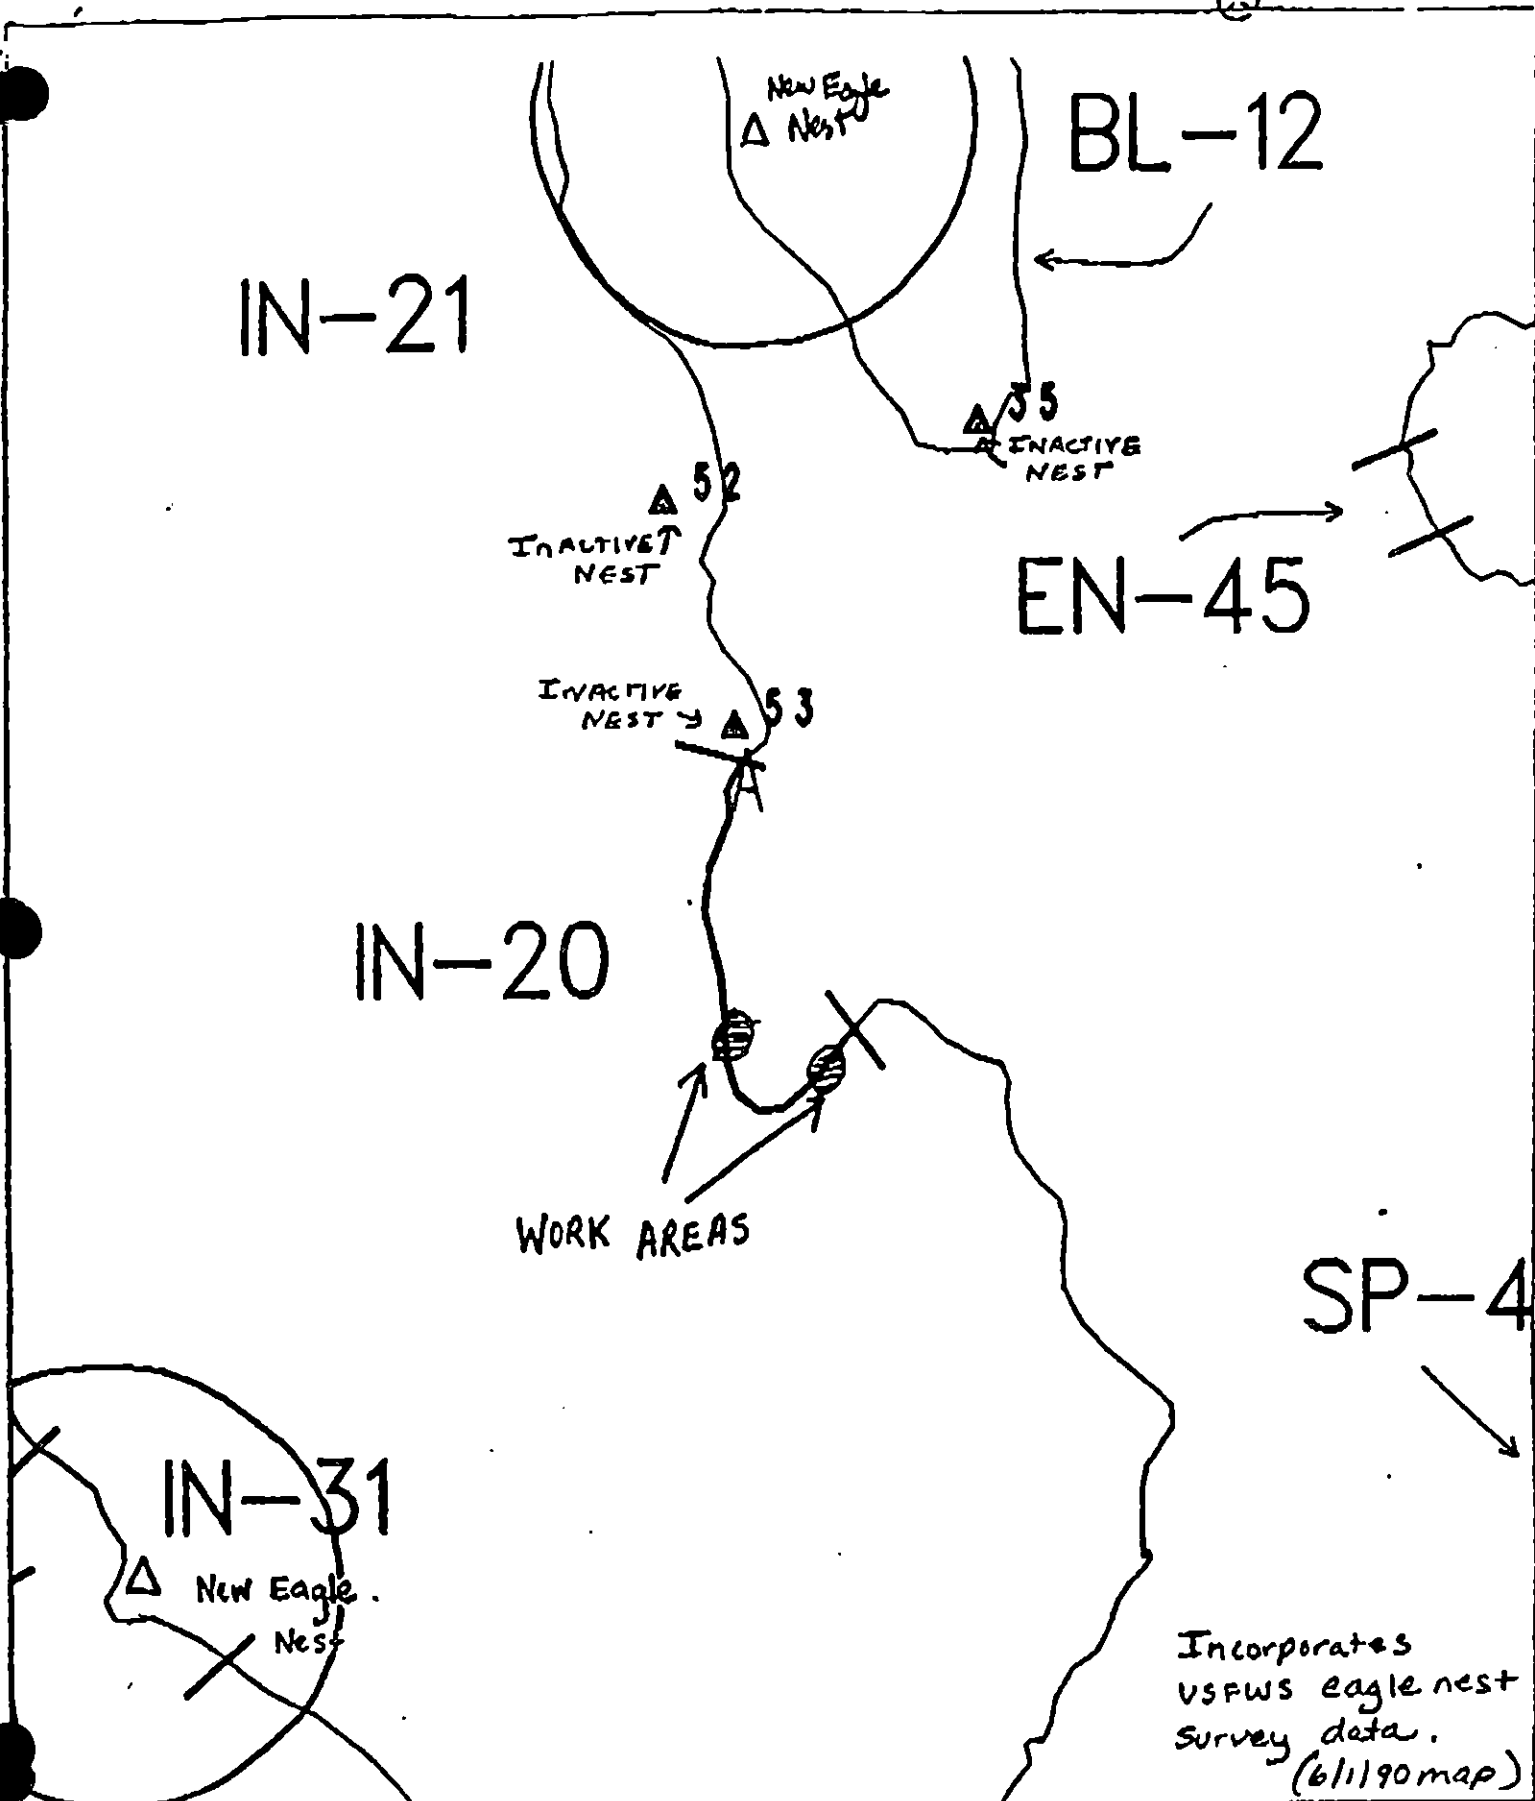 New Eagle
Nest
BL-12
IN-21
35
INACTIVE
NEST
52
INACTIVE
NEST
EN-45
INACTIVE
NEST
53
IN-20
WORK AREAS
SP-4
IN-31
New Eagle
Nest
Incorporates
USFWS eagle nest
survey data.
(6/1/90 map)